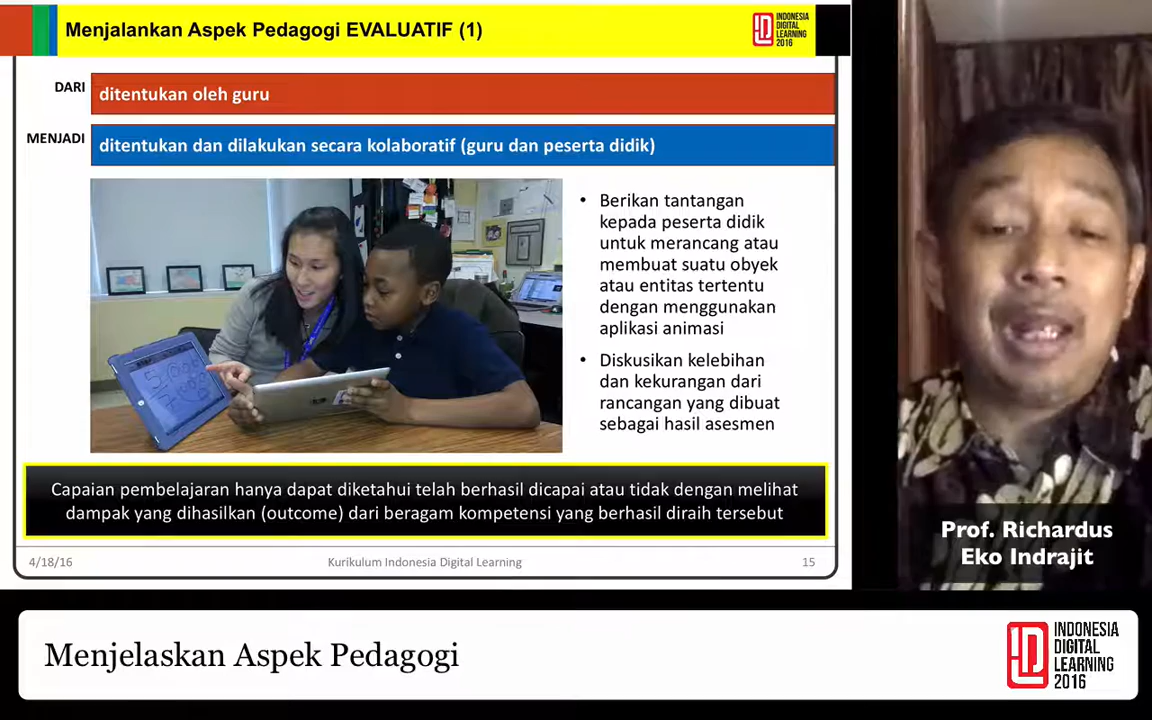 Menjalankan Aspek Pedagogi EVALUATIF (1)
INDONESIA
DIGITAL
LEARNING
2016
DARI
ditentukan oleh guru
MENJADI
ditentukan dan dilakukan secara kolaboratif (guru dan peserta didik)
• Berikan tantangan
kepada peserta didik
untuk merancang atau
membuat suatu obyek
atau entitas tertentu
dengan menggunakan
aplikasi animasi
• Diskusikan kelebihan
dan kekurangan dari
rancangan yang dibuat
sebagai hasil asesmen
Capaian pembelajaran hanya dapat diketahui telah berhasil dicapai atau tidak dengan melihat
dampak yang dihasilkan (outcome) dari beragam kompetensi yang berhasil diraih tersebut
4/18/16
Kurikulum Indonesia Digital Learning
15
Prof. Richardus
Eko Indrajit
Menjelaskan Aspek Pedagogi
INDONESIA
DIGITAL
LEARNING
2016